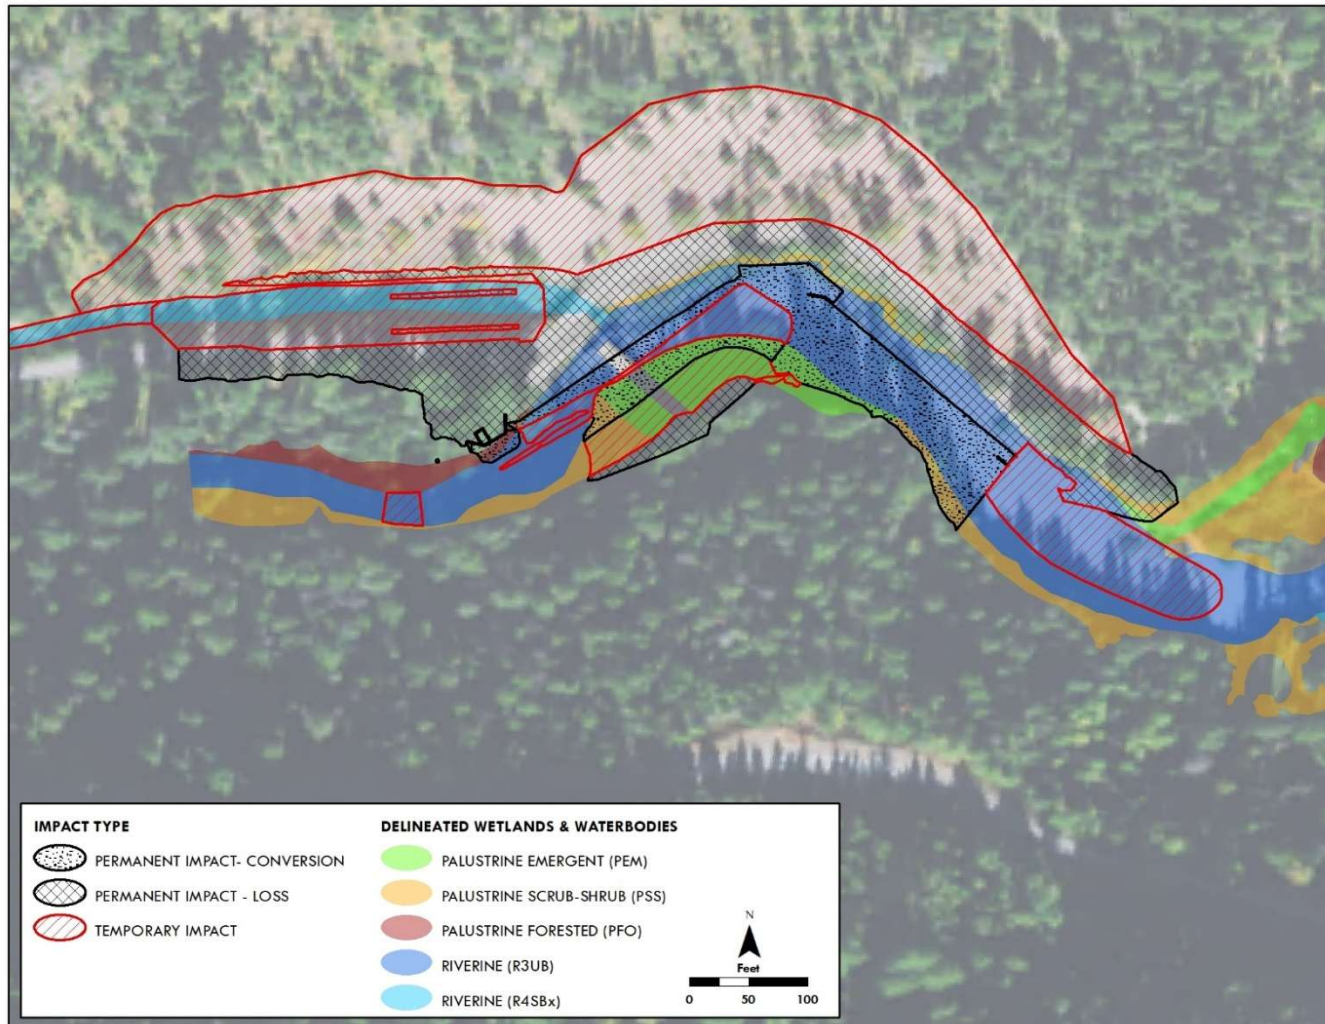 IMPACT TYPE
PERMANENT IMPACT- CONVERSION
PERMANENT IMPACT - LOSS
TEMPORARY IMPACT
DELINEATED WETLANDS & WATERBODIES
PALUSTRINE EMERGENT (PEM)
PALUSTRINE SCRUB-SHRUB (PSS)
PALUSTRINE FORESTED (PFO)
RIVERINE (R3UB)
RIVERINE (R4SBx)
N
Feet
0 50 100